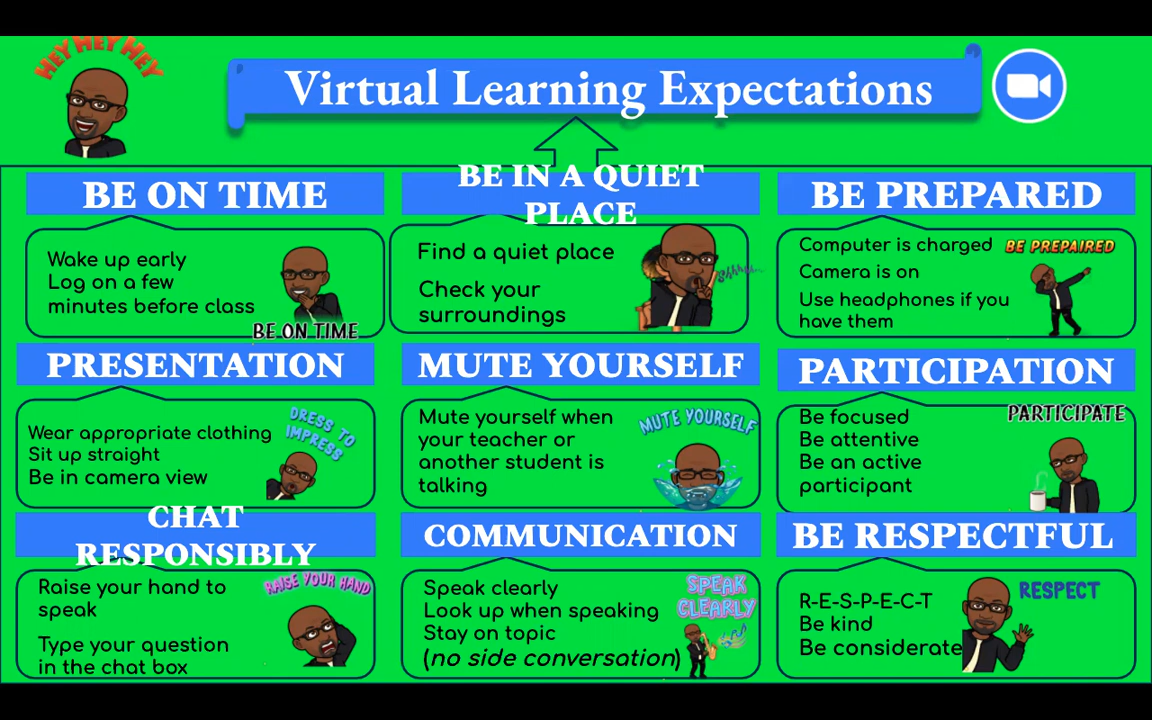 HEY HEY HEY
Virtual Learning Expectations
BE ON TIME
Wake up early
Log on a few
minutes before class
BE ON TIME
BE IN A QUIET
PLACE
Find a quiet place
Check your
surroundings
Shhhh...
BE PREPARED
Computer is charged
Camera is on
Use headphones if you
have them
BE PREPAIRED
PRESENTATION
Wear appropriate clothing
Sit up straight
Be in camera view
DRESS TO
IMPRESS
MUTE YOURSELF
Mute yourself when
your teacher or
another student is
talking
MUTE YOURSELF
PARTICIPATION
Be focused
Be attentive
Be an active
participant
PARTICIPATE
CHAT
RESPONSIBLY
Raise your hand to
speak
Type your question
in the chat box
RAISE YOUR HAND
COMMUNICATION
Speak clearly
Look up when speaking
Stay on topic
(no side conversation)
SPEAK
CLEARLY
BE RESPECTFUL
R-E-S-P-E-C-T
Be kind
Be considerate
RESPECT